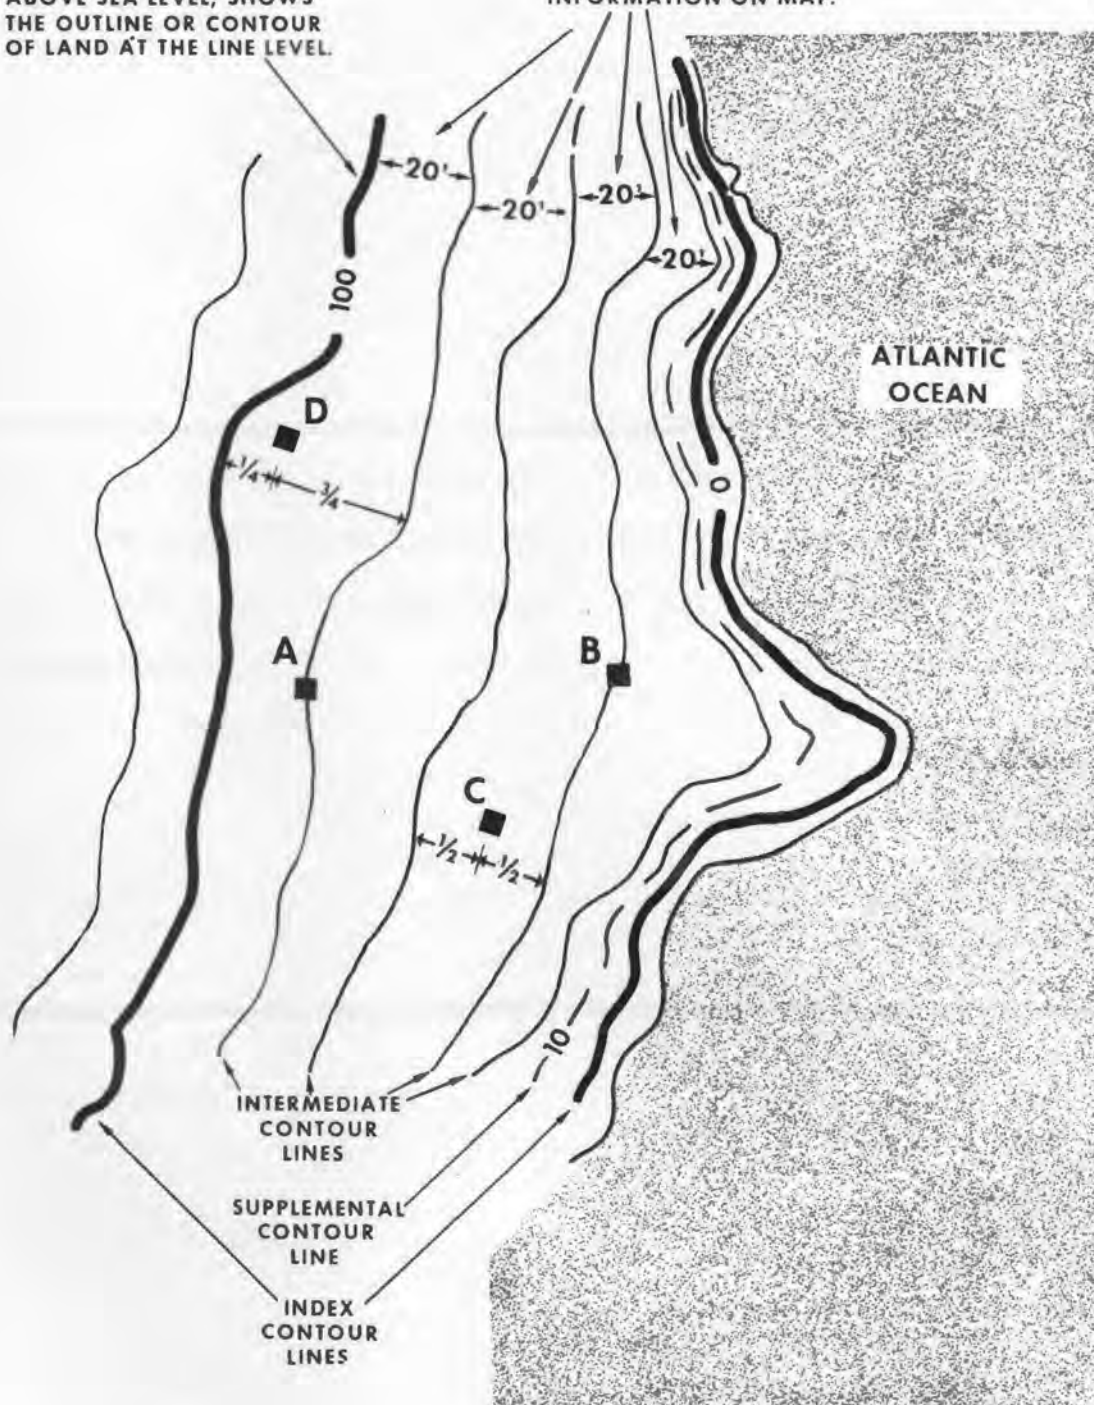 ABOVE SEA LEVEL, SHOWS
THE OUTLINE OR CONTOUR
OF LAND AT THE LINE LEVEL.
INFORMATION ON MAP.
20'
20'
20'
20'
100
ATLANTIC
OCEAN
D
1/4
3/4
0
A
B
C
1/2
1/2
10
INTERMEDIATE
CONTOUR
LINES
SUPPLEMENTAL
CONTOUR
LINE
INDEX
CONTOUR
LINES